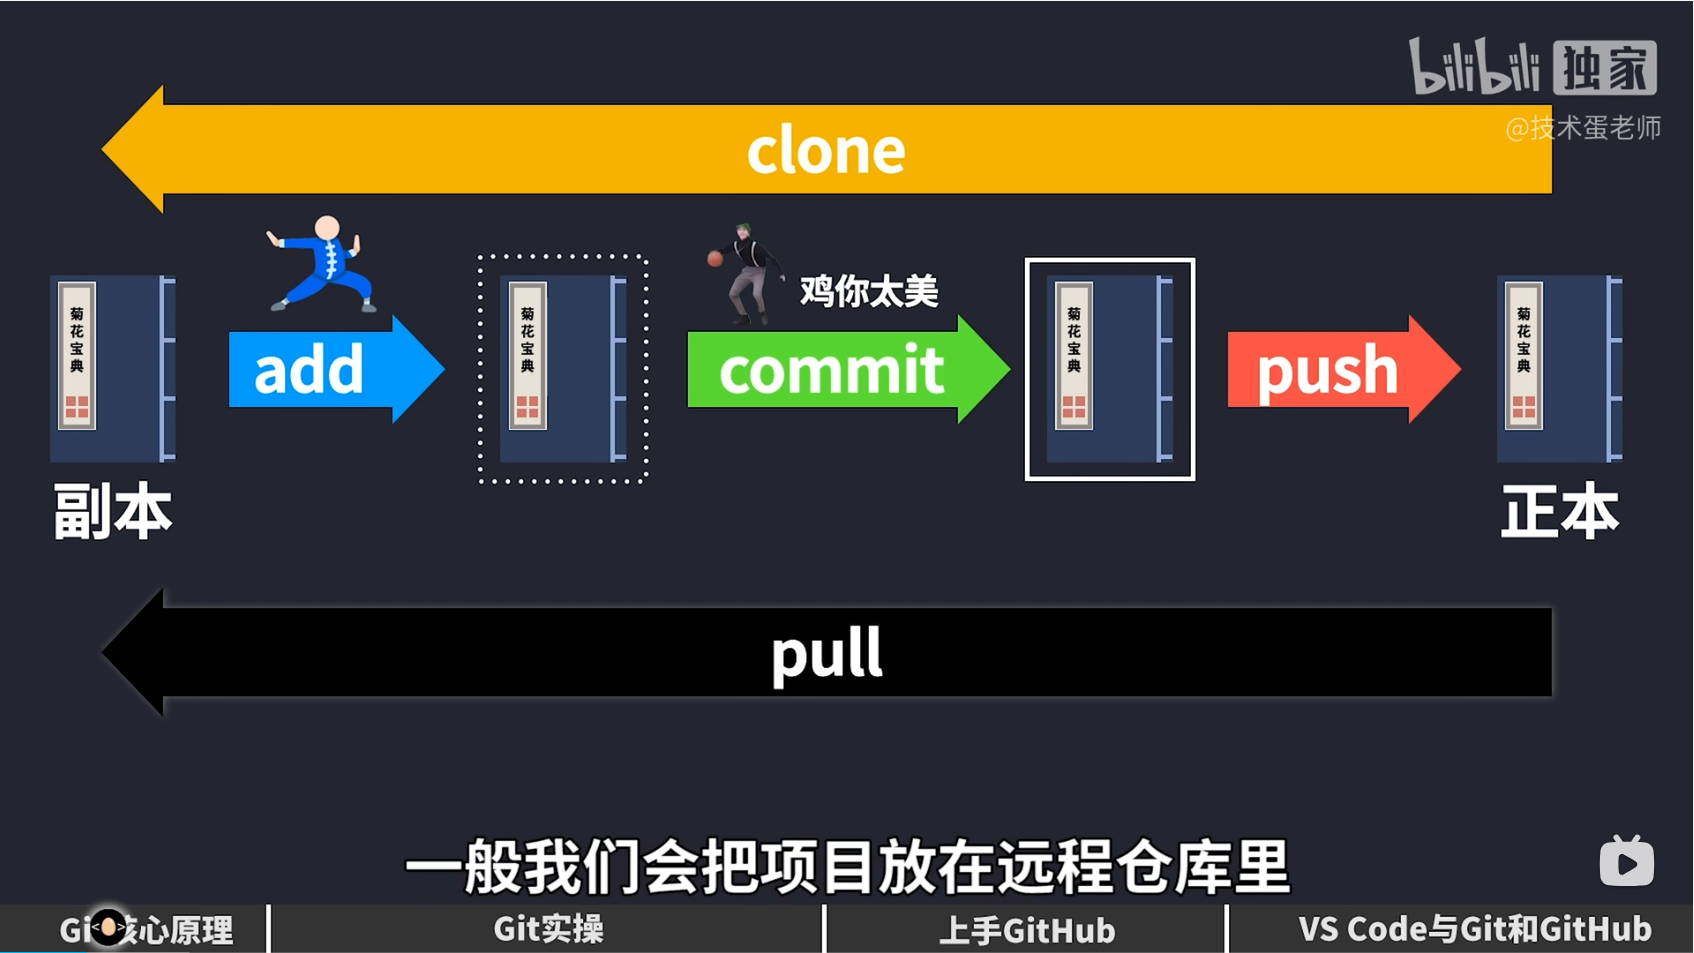 bilibili 独家
@技术蛋老师
clone
鸡你太美
add
commit
push
菊花宝典
菊花宝典
菊花宝典
菊花宝典
副本
正本
pull
一般我们会把项目放在远程仓库里
Gi核心原理
Git实操
上手GitHub
VS Code与Git和GitHub